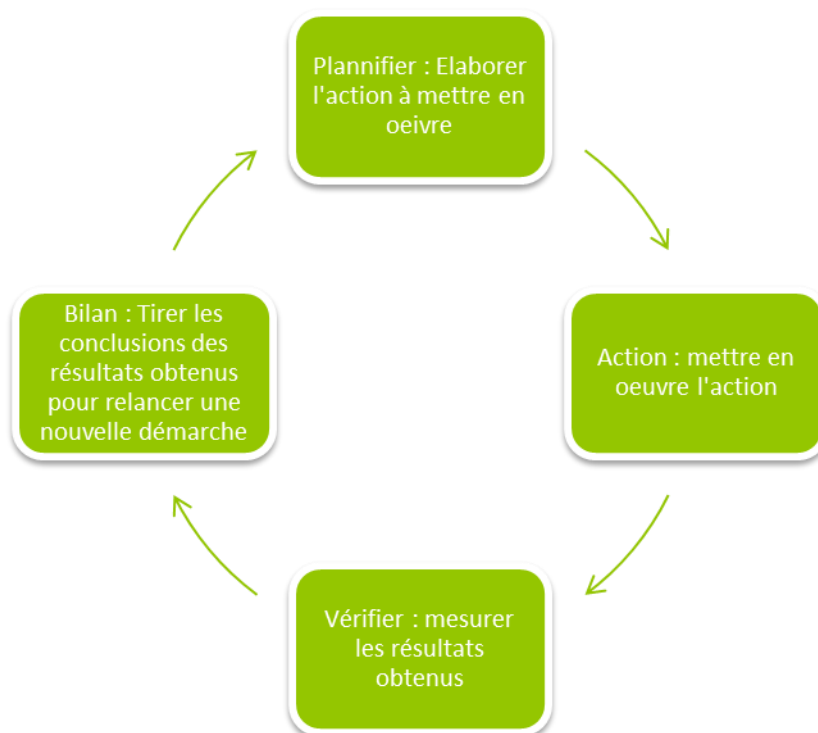 Plannifier : Elaborer
l'action à mettre en
oeivre
Action : mettre en
oeuvre l'action
Vérifier : mesurer
les résultats
obtenus
Bilan : Tirer les
conclusions des
résultats obtenus
pour relancer une
nouvelle démarche